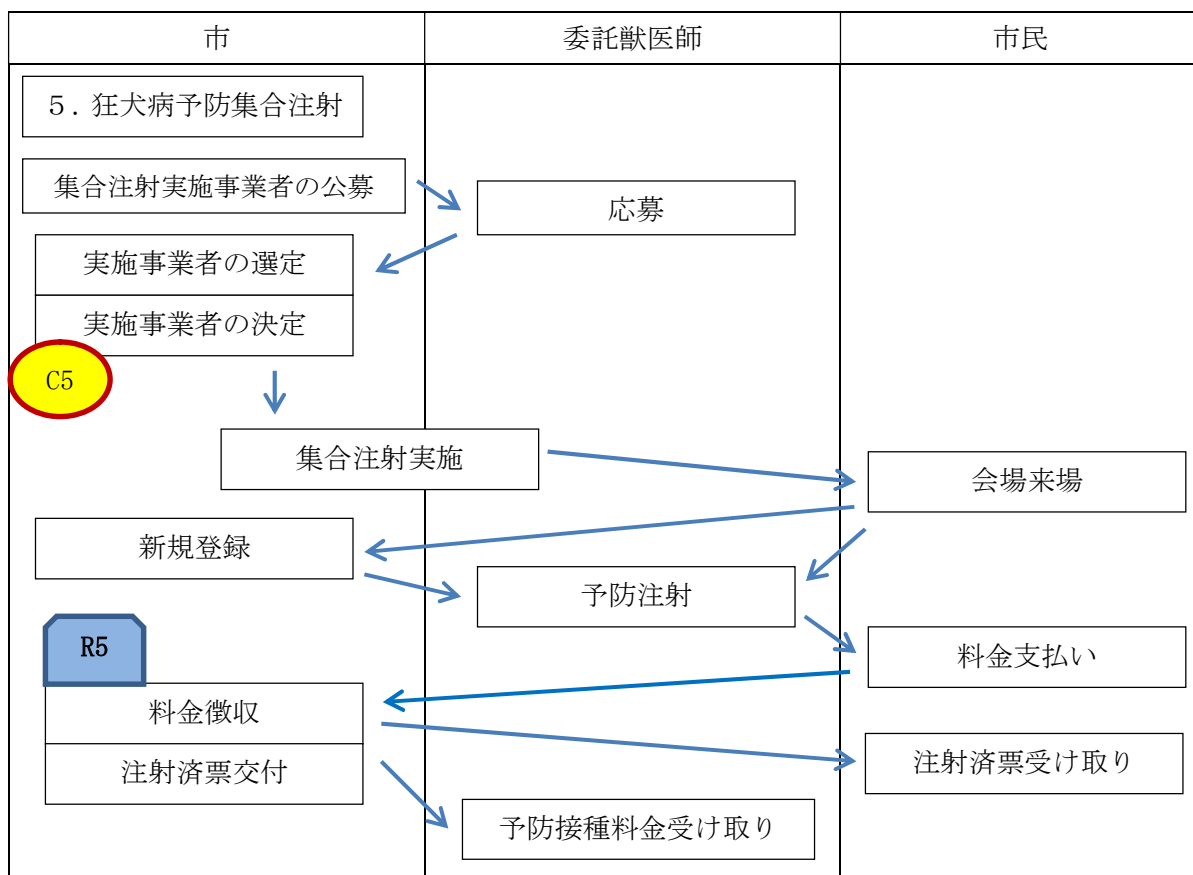 市
委託獣医師
市民
５．狂犬病予防集合注射
集合注射実施事業者の公募
応募
実施事業者の選定
実施事業者の決定
C5
集合注射実施
会場来場
新規登録
予防注射
R5
料金支払い
料金徴収
注射済票交付
注射済票受け取り
予防接種料金受け取り